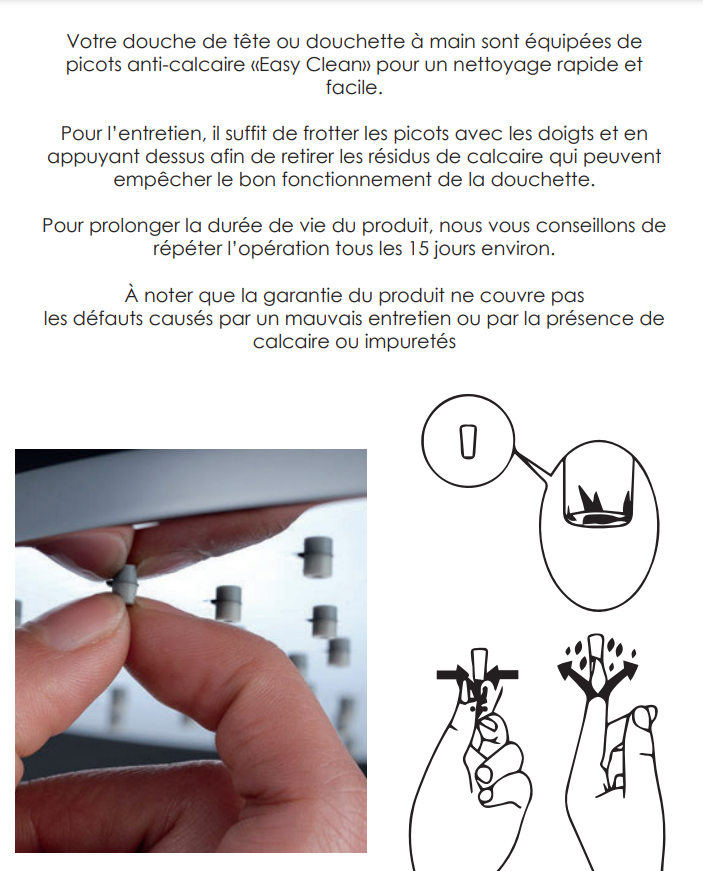 Votre douche de tête ou douchette à main sont équipées de
picots anti-calcaire «Easy Clean» pour un nettoyage rapide et
facile.
Pour l'entretien, il suffit de frotter les picots avec les doigts et en
appuyant dessus afin de retirer les résidus de calcaire qui peuvent
empêcher le bon fonctionnement de la douchette.
Pour prolonger la durée de vie du produit, nous vous conseillons de
répéter l'opération tous les 15 jours environ.
À noter que la garantie du produit ne couvre pas
les défauts causés par un mauvais entretien ou par la présence de
calcaire ou impuretés